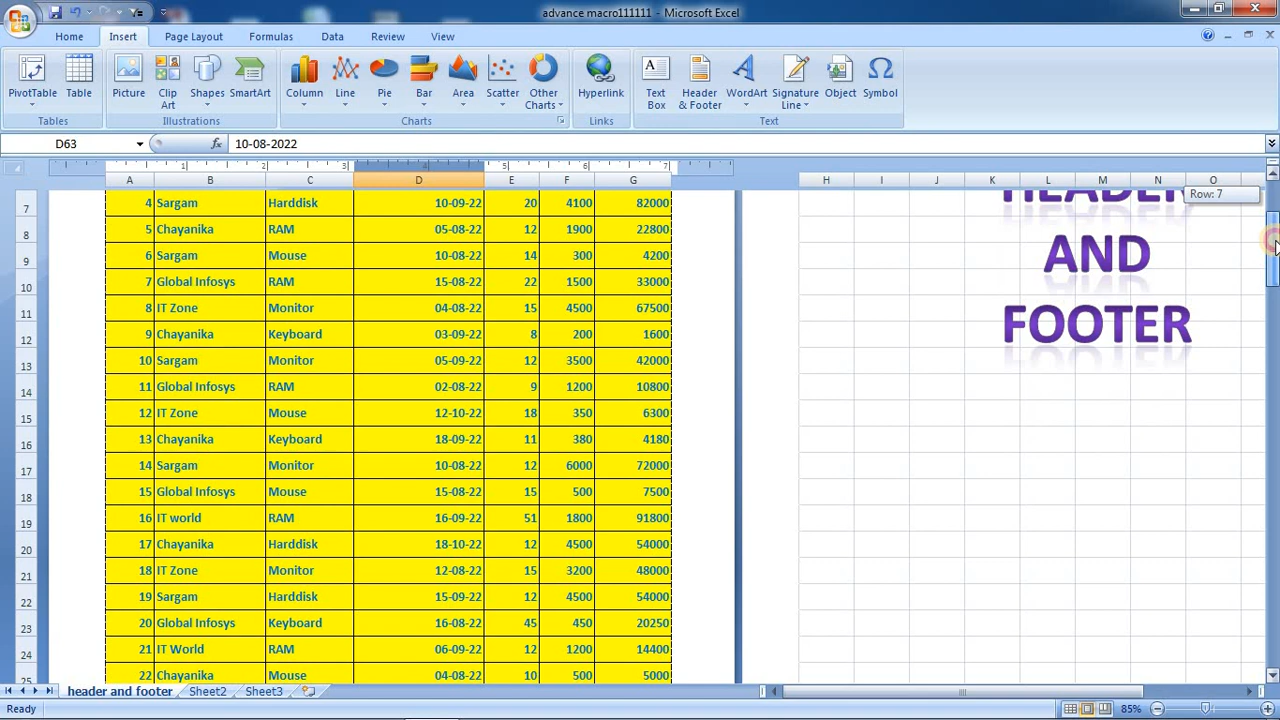 advance macro111111 - Microsoft Excel
Home Insert Page Layout Formulas Data Review View
PivotTable Table Picture Clip Art Shapes SmartArt Column Line Pie Bar Area Scatter Other Charts Hyperlink Text Box Header & Footer WordArt Signature Line Object Symbol
Tables Illustrations Charts Links Text
D63 fx 10-08-2022
1 2 3 4 5 6 7
A B C D E F G H I J K L M N O
Row: 7
7 4 Sargam Harddisk 10-09-22 20 4100 82000
8 5 Chayanika RAM 05-08-22 12 1900 22800
9 6 Sargam Mouse 10-08-22 14 300 4200
10 7 Global Infosys RAM 15-08-22 22 1500 33000
11 8 IT Zone Monitor 04-08-22 15 4500 67500
12 9 Chayanika Keyboard 03-09-22 8 200 1600
13 10 Sargam Monitor 05-09-22 12 3500 42000
14 11 Global Infosys RAM 02-08-22 9 1200 10800
15 12 IT Zone Mouse 12-10-22 18 350 6300
16 13 Chayanika Keyboard 18-09-22 11 380 4180
17 14 Sargam Monitor 10-08-22 12 6000 72000
18 15 Global Infosys Mouse 15-08-22 15 500 7500
19 16 IT world RAM 16-09-22 51 1800 91800
20 17 Chayanika Harddisk 18-10-22 12 4500 54000
21 18 IT Zone Monitor 12-08-22 15 3200 48000
22 19 Sargam Harddisk 15-09-22 12 4500 54000
23 20 Global Infosys Keyboard 16-08-22 45 450 20250
24 21 IT World RAM 06-09-22 12 1200 14400
25 22 Chayanika Mouse 04-08-22 10 500 5000
HEADER
AND
FOOTER
header and footer Sheet2 Sheet3
Ready 85%